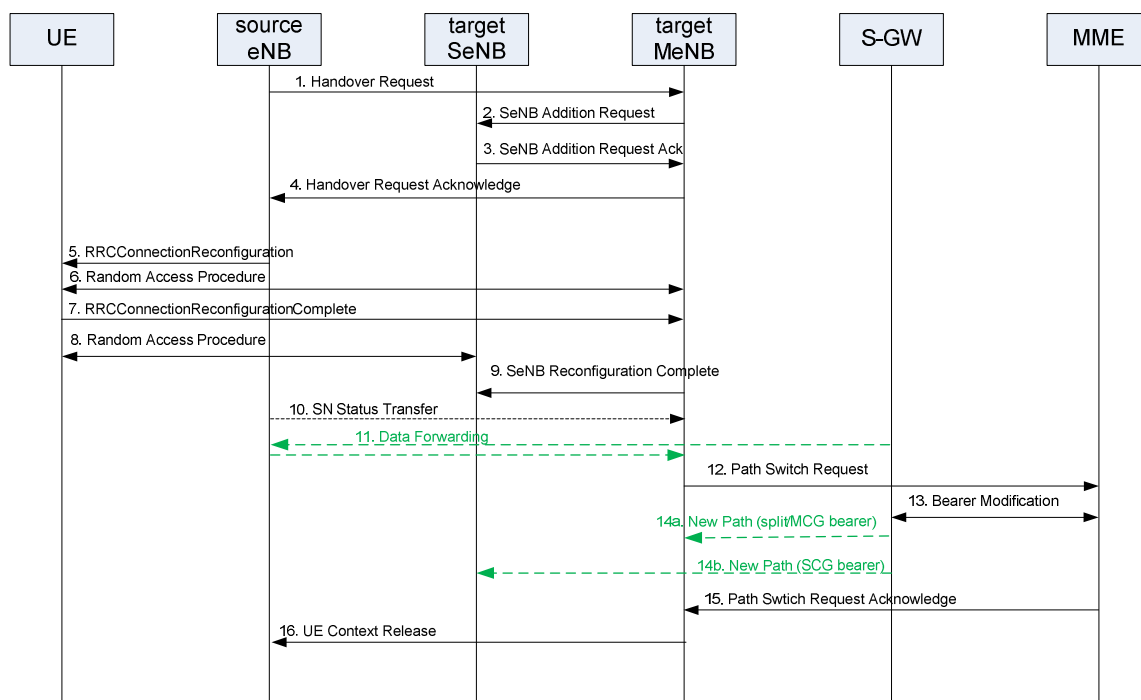 UE
source
eNB
target
SeNB
target
MeNB
S-GW
MME
1. Handover Request
2. SeNB Addition Request
3. SeNB Addition Request Ack
4. Handover Request Acknowledge
5. RRCConnectionReconfiguration
6. Random Access Procedure
7. RRCConnectionReconfigurationComplete
8. Random Access Procedure
9. SeNB Reconfiguration Complete
10. SN Status Transfer
11. Data Forwarding
12. Path Switch Request
13. Bearer Modification
14a. New Path (split/MCG bearer)
14b. New Path (SCG bearer)
15. Path Swtich Request Acknowledge
16. UE Context Release